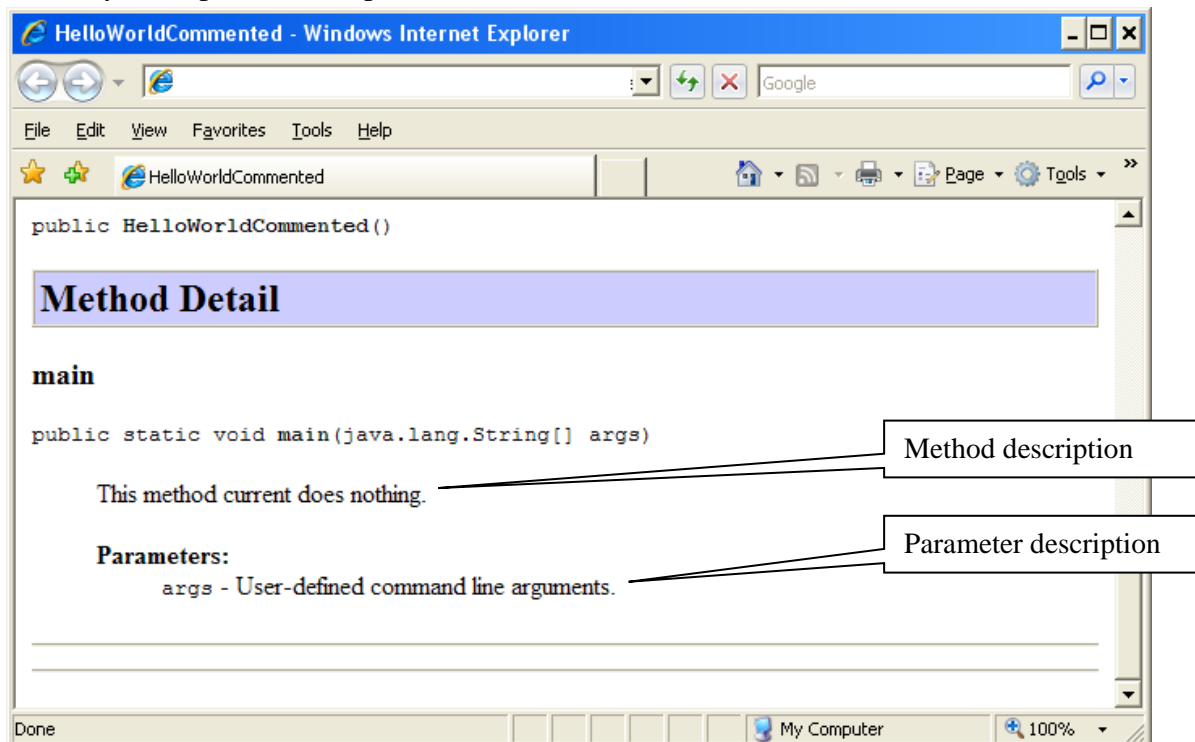 HelloWorldCommented - Windows Internet Explorer
Google
File Edit View Favorites Tools Help
HelloWorldCommented
Page Tools »
public HelloWorldCommented()
Method Detail
main
public static void main(java.lang.String[] args)
Method description
This method current does nothing.
Parameters:
Parameter description
args - User-defined command line arguments.
Done
My Computer
100%